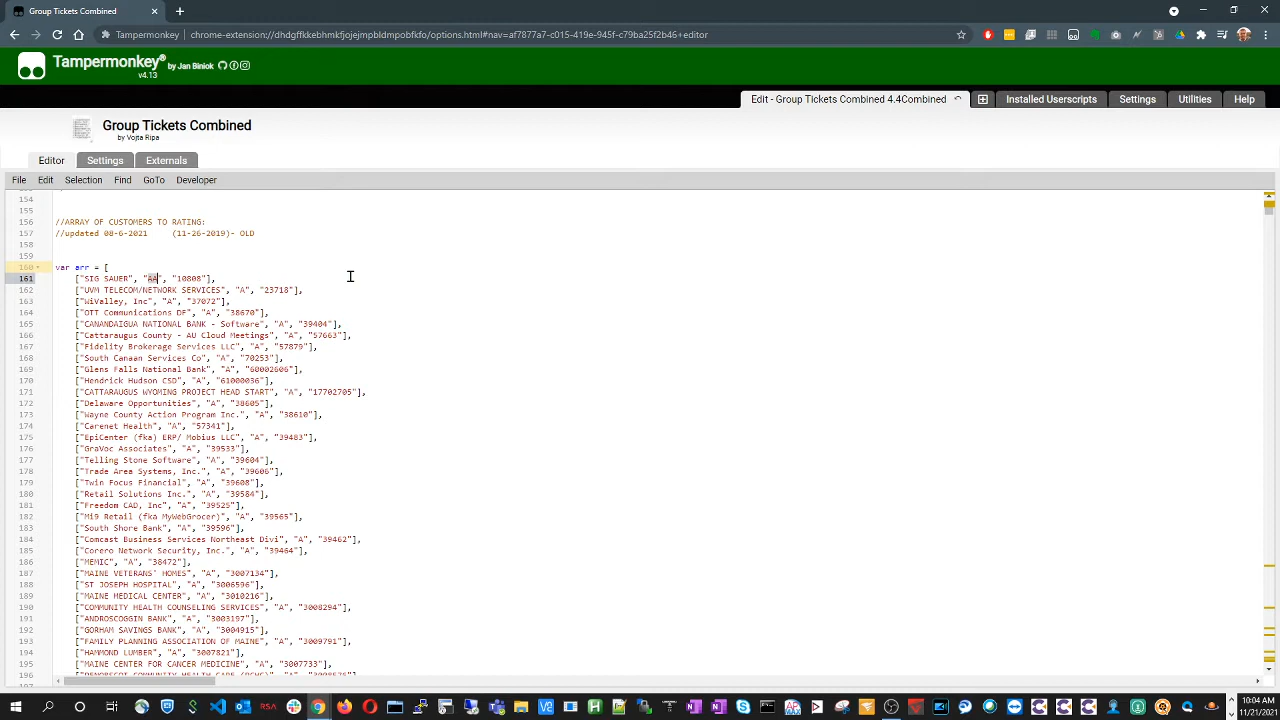 Group Tickets Combined
Tampermonkey | chrome-extension://dhdgffkkebhmkfjojejmpbldmpobfkfo/options.html#nav=af7877a7-c015-419e-945f-c79ba25f2b46+editor
Tampermonkey® by Jan Biniok
v4.13
Edit - Group Tickets Combined 4.4Combined
Installed Userscripts
Settings
Utilities
Help
Group Tickets Combined
by Vojta Ripa
Editor
Settings
Externals
File Edit Selection Find GoTo Developer
154
155
156 //ARRAY OF CUSTOMERS TO RATING:
157 //updated 08-6-2021 (11-26-2019)- OLD
158
159
160 var arr = [
161 ["SIG SAUER", "AA", "10808"],
162 ["UVM TELECOM/NETWORK SERVICES", "A", "23718"],
163 ["WiValley, Inc", "A", "37072"],
164 ["OTT Communications DF", "A", "38670"],
165 ["CANANDAIGUA NATIONAL BANK - Software", "A", "39404"],
166 ["Cattaraugus County - AU Cloud Meetings", "A", "57663"],
167 ["Fidelity Brokerage Services LLC", "A", "57879"],
168 ["South Canaan Services Co", "A", "70253"],
169 ["Glens Falls National Bank", "A", "60002606"],
170 ["Hendrick Hudson CSD", "A", "61000036"],
171 ["CATTARAUGUS WYOMING PROJECT HEAD START", "A", "17702705"],
172 ["Delaware Opportunities", "A", "38605"],
173 ["Wayne County Action Program Inc.", "A", "38610"],
174 ["Carenet Health", "A", "57341"],
175 ["EpiCenter (fka) ERP/ Mobius LLC", "A", "39483"],
176 ["GraVoc Associates", "A", "39533"],
177 ["Telling Stone Software", "A", "39604"],
178 ["Trade Area Systems, Inc.", "A", "39606"],
179 ["Twin Focus Financial", "A", "39608"],
180 ["Retail Solutions Inc.", "A", "39584"],
181 ["Freedom CAD, Inc", "A", "39525"],
182 ["Mi9 Retail (fka MyWebGrocer)", "A", "39565"],
183 ["South Shore Bank", "A", "39596"],
184 ["Comcast Business Services Northeast Divi", "A", "39462"],
185 ["Corero Network Security, Inc.", "A", "39464"],
186 ["MEMIC", "A", "38472"],
187 ["MAINE VETERANS' HOMES", "A", "3007134"],
188 ["ST JOSEPH HOSPITAL", "A", "3006596"],
189 ["MAINE MEDICAL CENTER", "A", "3010216"],
190 ["COMMUNITY HEALTH COUNSELING SERVICES", "A", "3008294"],
191 ["ANDROSCOGGIN BANK", "A", "3003197"],
192 ["GORHAM SAVINGS BANK", "A", "3004915"],
193 ["FAMILY PLANNING ASSOCIATION OF MAINE", "A", "3009791"],
194 ["HAMMOND LUMBER", "A", "3007821"],
195 ["MAINE CENTER FOR CANCER MEDICINE", "A", "3007733"],
196
RSA
10:04 AM
11/21/2021